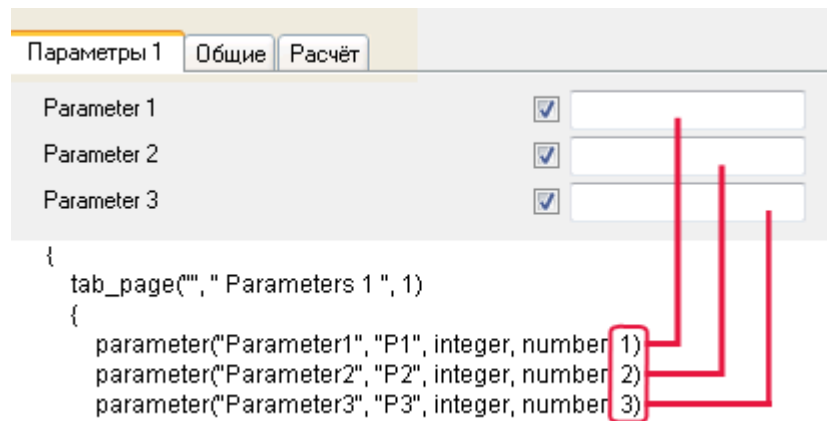 Параметры 1 Общие Расчёт
Parameter 1
Parameter 2
Parameter 3
{
tab_page("", " Parameters 1 ", 1)
{
parameter("Parameter1", "P1", integer, number 1)
parameter("Parameter2", "P2", integer, number 2)
parameter("Parameter3", "P3", integer, number 3)